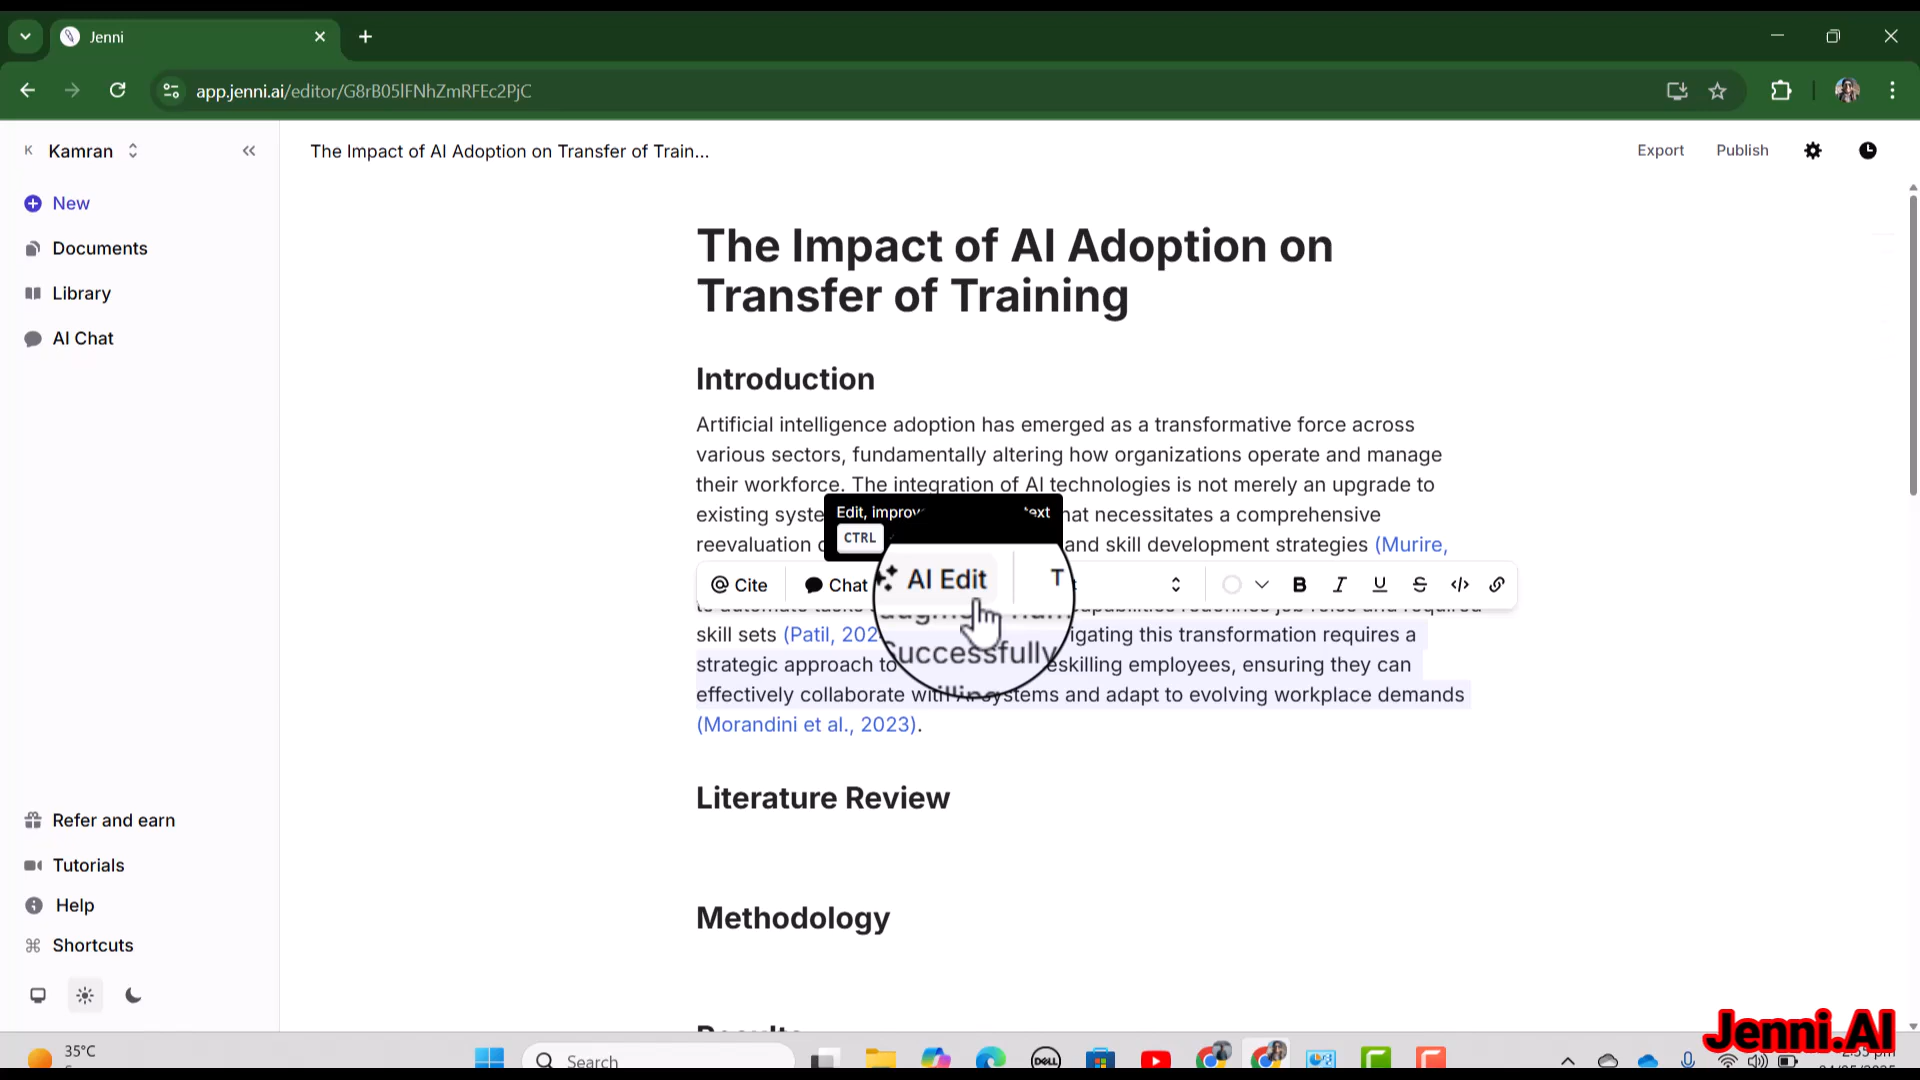 Jenni
app.jenni.ai/editor/G8rB05lFNhZmRFEc2PjC
K Kamran
The Impact of AI Adoption on Transfer of Train...
Export
Publish
New
Documents
Library
AI Chat
The Impact of AI Adoption on
Transfer of Training
Introduction
Artificial intelligence adoption has emerged as a transformative force across
various sectors, fundamentally altering how organizations operate and manage
their workforce. The integration of AI technologies is not merely an upgrade to
existing syste
hat necessitates a comprehensive
reevaluation
and skill development strategies (Murire,
Edit, improv
text
CTRL
@ Cite
Chat
AI Edit
T
skill sets (Patil, 202
igating this transformation requires a
uccessfully
strategic approach to
eskilling employees, ensuring they can
effectively collaborate with
systems and adapt to evolving workplace demands
(Morandini et al., 2023).
Literature Review
Methodology
Refer and earn
Tutorials
Help
Shortcuts
35°C
Search
DELL
Jenni.AI